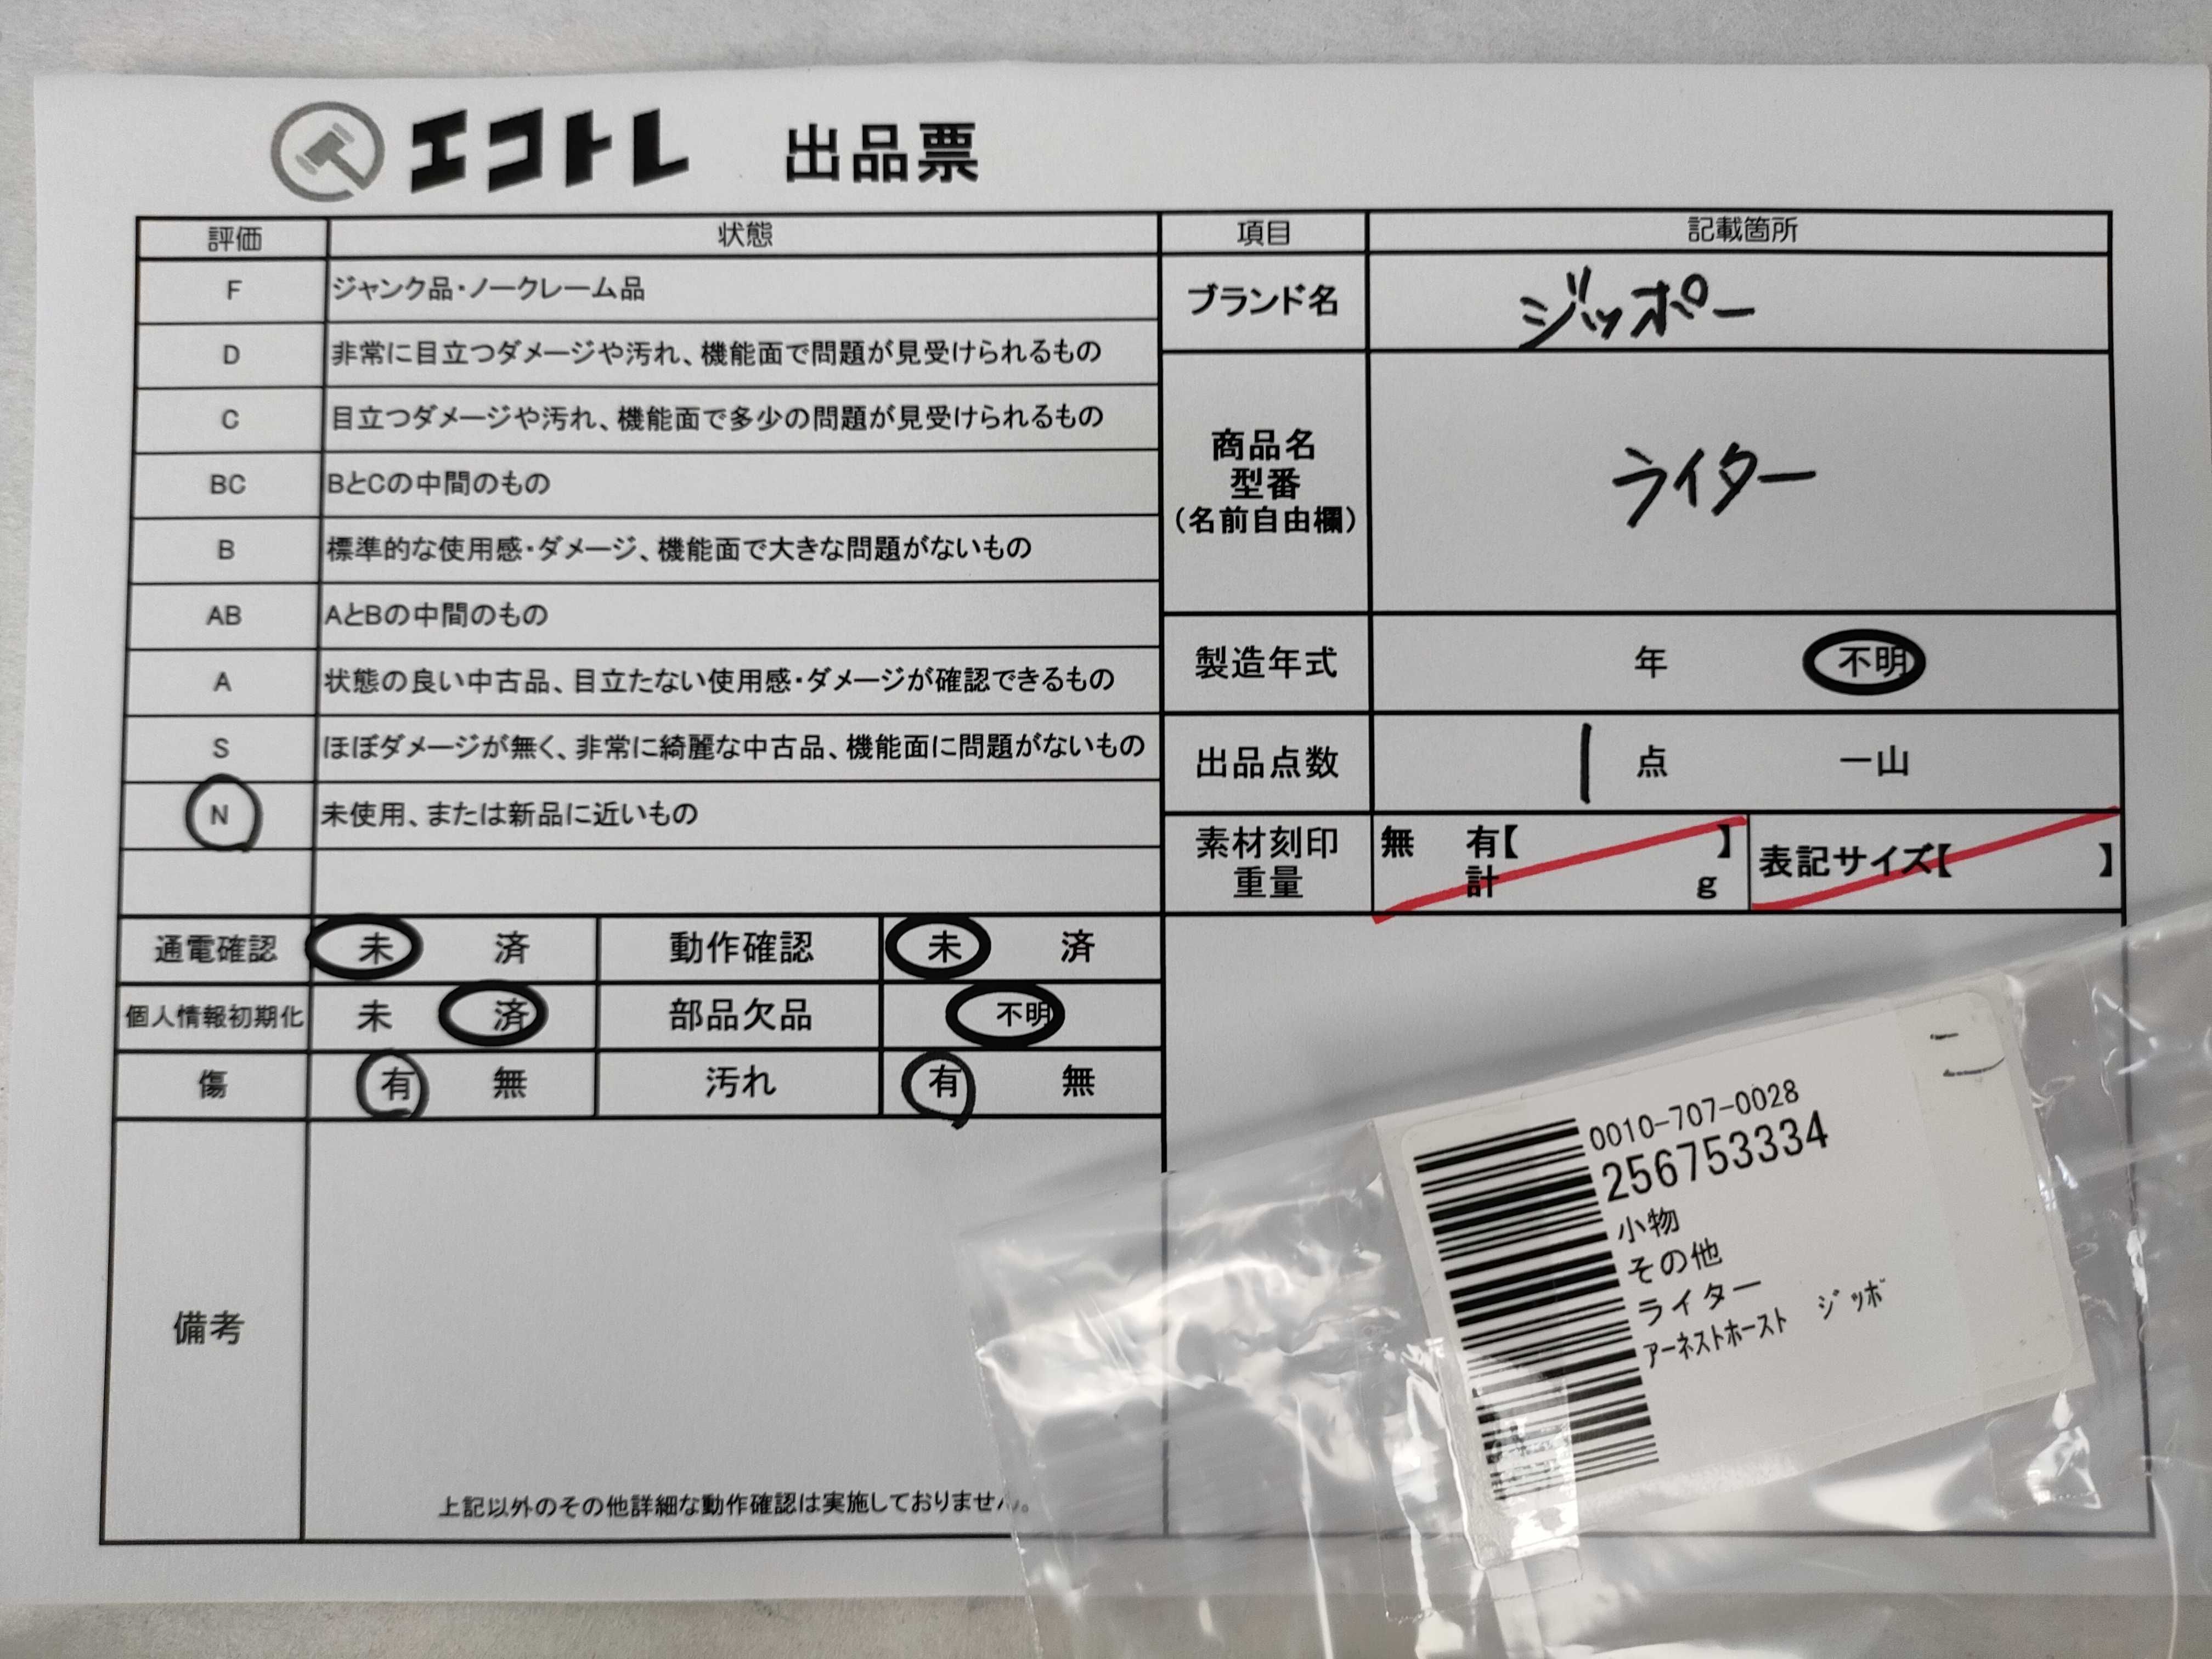 エコトレ 出品票
評価 状態
F ジャンク品・ノークレーム品
D 非常に目立つダメージや汚れ、機能面で問題が見受けられるもの
C 目立つダメージや汚れ、機能面で多少の問題が見受けられるもの
BC BとCの中間のもの
B 標準的な使用感・ダメージ、機能面で大きな問題がないもの
AB AとBの中間のもの
A 状態の良い中古品、目立たない使用感・ダメージが確認できるもの
S ほぼダメージが無く、非常に綺麗な中古品、機能面に問題がないもの
N 未使用、または新品に近いもの
通電確認 未 済 動作確認 未 済
個人情報初期化 未 済 部品欠品 不明
傷 有 無 汚れ 有 無
備考
上記以外のその他詳細な動作確認は実施しておりません。
項目 記載箇所
ブランド名 ジッポー
商品名
型番
(名前自由欄)
ライター
製造年式 年 不明
出品点数 1 点 一山
素材刻印
重量
無 有【 】
計 g
表記サイズ【 】
0010-707-0028
256753334
小物
その他
ライター
ｱｰﾈｽﾄﾎｰｽﾄ ｼﾞｯﾎﾞ